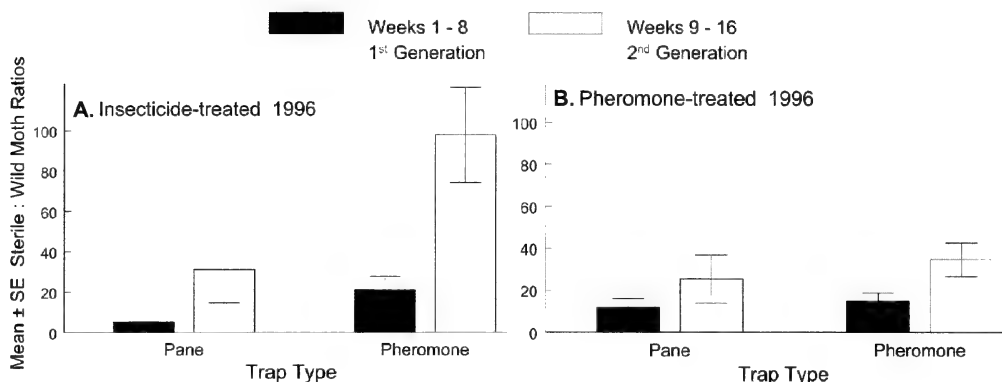 Weeks 1 - 8
1st Generation
Weeks 9 - 16
2nd Generation
Mean ± SE Sterile : Wild Moth Ratios
A. Insecticide-treated 1996
100
80
60
40
20
0
Pane
Pheromone
Trap Type
B. Pheromone-treated 1996
100
80
60
40
20
0
Pane
Pheromone
Trap Type